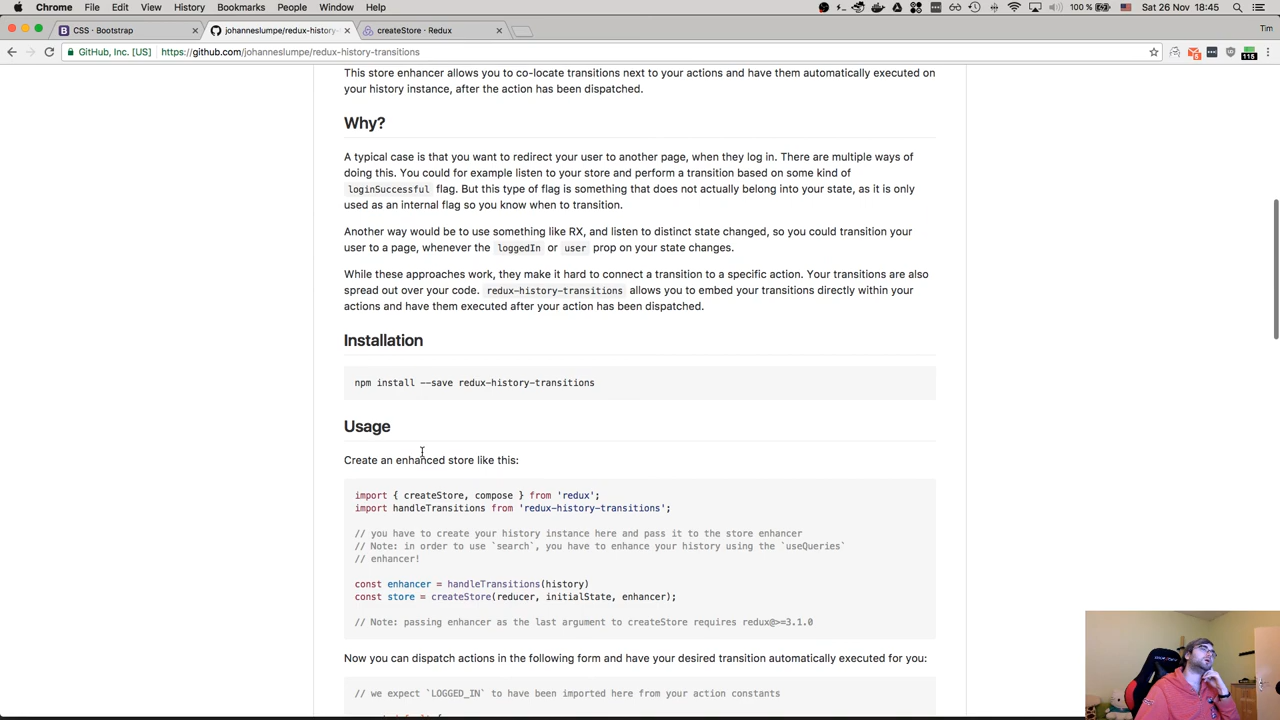 Chrome File Edit View History Bookmarks People Window Help 100 % Sat 26 Nov 18:45
CSS · Bootstrap johanneslumpe/redux-history- createStore · Redux Tim
GitHub, Inc. [US] https://github.com/johanneslumpe/redux-history-transitions
This store enhancer allows you to co-locate transitions next to your actions and have them automatically executed on
your history instance, after the action has been dispatched.
Why?
A typical case is that you want to redirect your user to another page, when they log in. There are multiple ways of
doing this. You could for example listen to your store and perform a transition based on some kind of
loginSuccessful flag. But this type of flag is something that does not actually belong into your state, as it is only
used as an internal flag so you know when to transition.
Another way would be to use something like RX, and listen to distinct state changed, so you could transition your
user to a page, whenever the loggedIn or user prop on your state changes.
While these approaches work, they make it hard to connect a transition to a specific action. Your transitions are also
spread out over your code. redux-history-transitions allows you to embed your transitions directly within your
actions and have them executed after your action has been dispatched.
Installation
npm install --save redux-history-transitions
Usage
Create an enhanced store like this:
import { createStore, compose } from 'redux';
import handleTransitions from 'redux-history-transitions';
// you have to create your history instance here and pass it to the store enhancer
// Note: in order to use `search`, you have to enhance your history using the `useQueries`
// enhancer!
const enhancer = handleTransitions(history)
const store = createStore(reducer, initialState, enhancer);
// Note: passing enhancer as the last argument to createStore requires redux@>=3.1.0
Now you can dispatch actions in the following form and have your desired transition automatically executed for you:
// we expect `LOGGED_IN` to have been imported here from your action constants